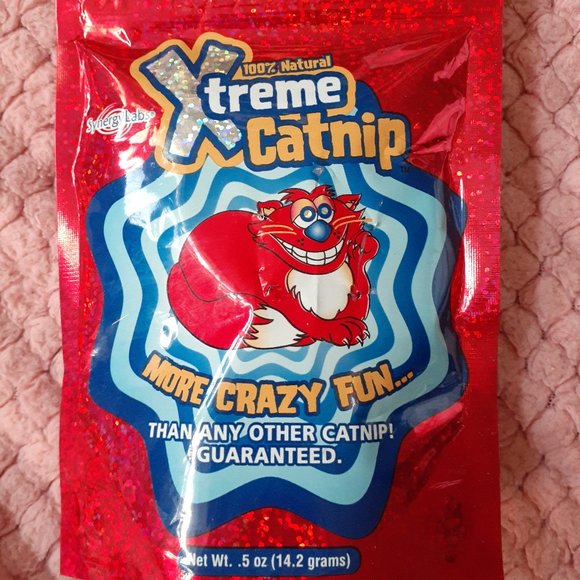 100% Natural
Xtreme
Catnip™
Synergy Labs®
MORE CRAZY FUN...
THAN ANY OTHER CATNIP!
GUARANTEED.
Net Wt. .5 oz (14.2 grams)